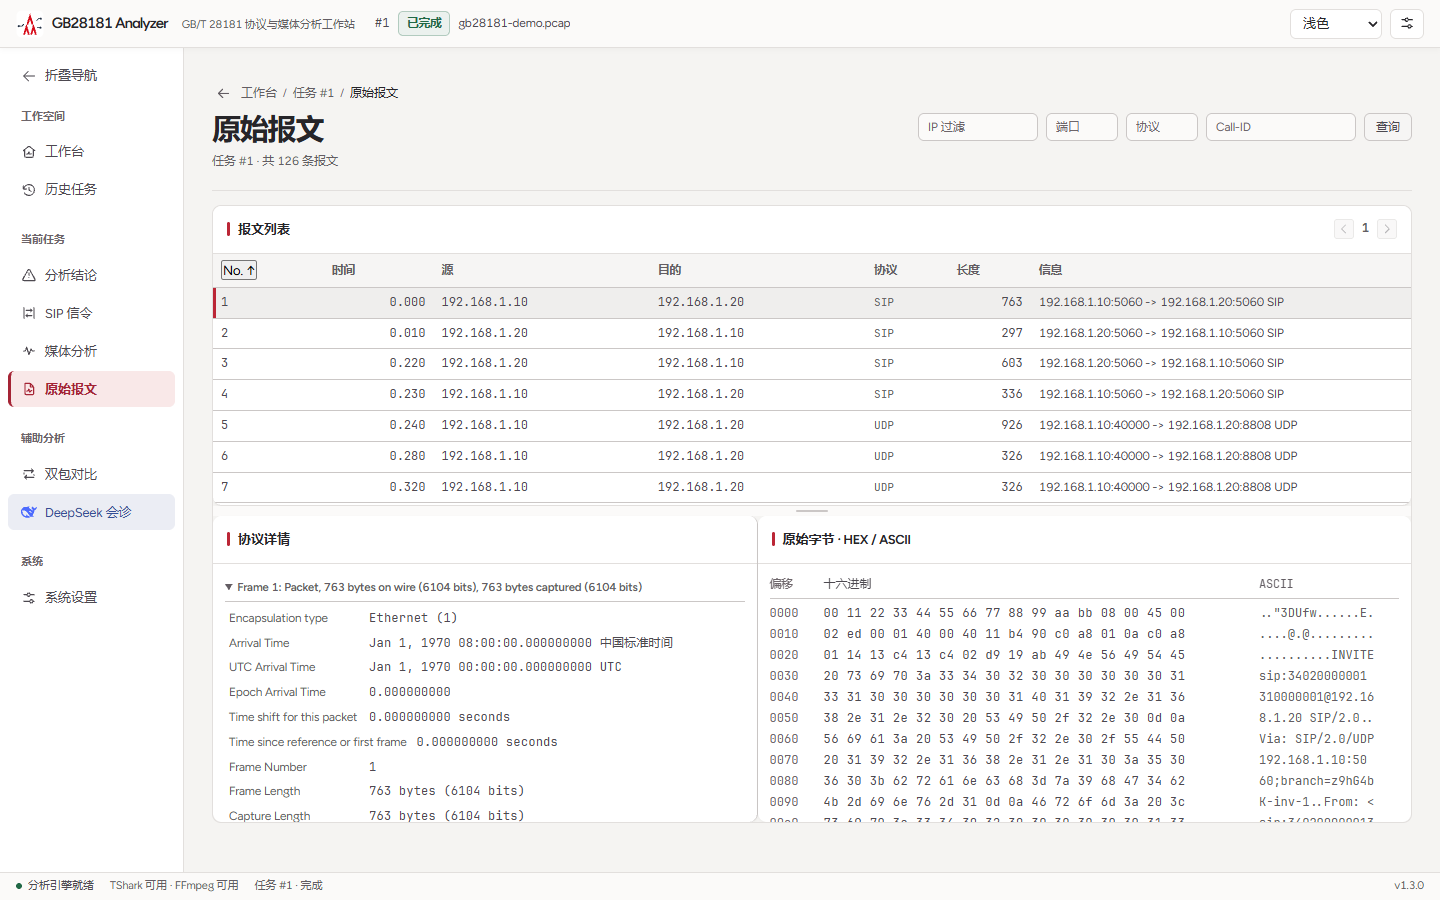 GB28181 Analyzer GB/T 28181 协议与媒体分析工作站 #1 已完成 gb28181-demo.pcap 浅色
折叠导航
工作空间
工作台
历史任务
当前任务
分析结论
SIP 信令
媒体分析
原始报文
辅助分析
双包对比
DeepSeek 会诊
系统
系统设置
工作台 / 任务 #1 / 原始报文
原始报文
任务 #1 · 共 126 条报文
IP 过滤 端口 协议 Call-ID 查询
报文列表 1
No. ↑ 时间 源 目的 协议 长度 信息
1 0.000 192.168.1.10 192.168.1.20 SIP 763 192.168.1.10:5060 -> 192.168.1.20:5060 SIP
2 0.010 192.168.1.20 192.168.1.10 SIP 297 192.168.1.20:5060 -> 192.168.1.10:5060 SIP
3 0.220 192.168.1.20 192.168.1.10 SIP 603 192.168.1.20:5060 -> 192.168.1.10:5060 SIP
4 0.230 192.168.1.10 192.168.1.20 SIP 336 192.168.1.10:5060 -> 192.168.1.20:5060 SIP
5 0.240 192.168.1.10 192.168.1.20 UDP 926 192.168.1.10:40000 -> 192.168.1.20:8808 UDP
6 0.280 192.168.1.10 192.168.1.20 UDP 326 192.168.1.10:40000 -> 192.168.1.20:8808 UDP
7 0.320 192.168.1.10 192.168.1.20 UDP 326 192.168.1.10:40000 -> 192.168.1.20:8808 UDP
协议详情
Frame 1: Packet, 763 bytes on wire (6104 bits), 763 bytes captured (6104 bits)
Encapsulation type Ethernet (1)
Arrival Time Jan 1, 1970 08:00:00.000000000 中国标准时间
UTC Arrival Time Jan 1, 1970 00:00:00.000000000 UTC
Epoch Arrival Time 0.000000000
Time shift for this packet 0.000000000 seconds
Time since reference or first frame 0.000000000 seconds
Frame Number 1
Frame Length 763 bytes (6104 bits)
Capture Length 763 bytes (6104 bits)
原始字节 · HEX / ASCII
偏移 十六进制 ASCII
0000 00 11 22 33 44 55 66 77 88 99 aa bb 08 00 45 00 .."3DUfw......E.
0010 02 ed 00 01 40 00 40 11 b4 90 c0 a8 01 0a c0 a8 ....@.@.........
0020 01 14 13 c4 13 c4 02 d9 19 ab 49 4e 56 49 54 45 ..........INVITE
0030 20 73 69 70 3a 33 34 30 32 30 30 30 30 30 30 31 sip:34020000001
0040 33 31 30 30 30 30 30 30 31 40 31 39 32 2e 31 36 310000001@192.16
0050 38 2e 31 2e 32 30 20 53 49 50 2f 32 2e 30 0d 0a 8.1.20 SIP/2.0..
0060 56 69 61 3a 20 53 49 50 2f 32 2e 30 2f 55 44 50 Via: SIP/2.0/UDP
0070 20 31 39 32 2e 31 36 38 2e 31 2e 31 30 3a 35 30 192.168.1.10:50
0080 36 30 3b 62 72 61 6e 63 68 3d 7a 39 68 47 34 62 60;branch=z9hG4b
0090 4b 2d 69 6e 76 2d 31 0d 0a 46 72 6f 6d 3a 20 3c K-inv-1..From: <
分析引擎就绪 TShark 可用 · FFmpeg 可用 任务 #1 · 完成 v1.3.0